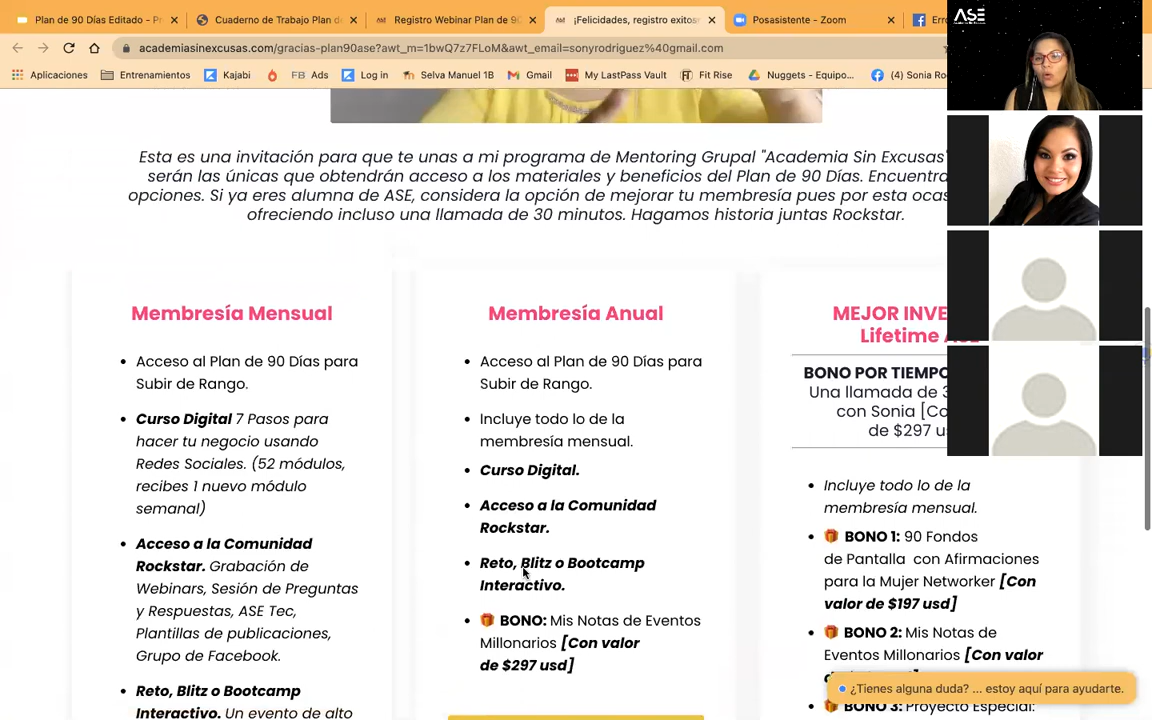 Plan de 90 Días Editado - P
Cuaderno de Trabajo Plan d
Registro Webinar Plan de 90
¡Felicidades, registro exitos
Posasistente - Zoom
Erro
academiasinexcusas.com/gracias-plan90ase?awt_m=1bwQ7z7FLoM&awt_email=sonyrodriguez%40gmail.com
Aplicaciones
Entrenamientos
Kajabi
FB Ads
Log in
Selva Manuel 1B
Gmail
My LastPass Vault
Fit Rise
Nuggets - Equipo...
(4) Sonia Ro
ASE
Esta es una invitación para que te unas a mi programa de Mentoring Grupal "Academia Sin Excusas"
serán las únicas que obtendrán acceso a los materiales y beneficios del Plan de 90 Días. Encuentra
opciones. Si ya eres alumna de ASE, considera la opción de mejorar tu membresía pues por esta ocas
ofreciendo incluso una llamada de 30 minutos. Hagamos historia juntas Rockstar.
Membresía Mensual
• Acceso al Plan de 90 Días para
Subir de Rango.
• Curso Digital 7 Pasos para
hacer tu negocio usando
Redes Sociales. (52 módulos,
recibes 1 nuevo módulo
semanal)
• Acceso a la Comunidad
Rockstar. Grabación de
Webinars, Sesión de Preguntas
y Respuestas, ASE Tec,
Plantillas de publicaciones,
Grupo de Facebook.
• Reto, Blitz o Bootcamp
Interactivo. Un evento de alto
Membresía Anual
• Acceso al Plan de 90 Días para
Subir de Rango.
• Incluye todo lo de la
membresía mensual.
• Curso Digital.
• Acceso a la Comunidad
Rockstar.
• Reto, Blitz o Bootcamp
Interactivo.
• 🎁 BONO: Mis Notas de Eventos
Millonarios [Con valor
de $297 usd]
MEJOR INVE
Lifetime
BONO POR TIEMPO
Una llamada de 3
con Sonia [Co
de $297 u
• Incluye todo lo de la
membresía mensual.
• 🎁 BONO 1: 90 Fondos
de Pantalla con Afirmaciones
para la Mujer Networker [Con
valor de $197 usd]
• 🎁 BONO 2: Mis Notas de
Eventos Millonarios [Con valor
• 🎁 BONO 3: Proyecto Especial:
¿Tienes alguna duda? ... estoy aquí para ayudarte.